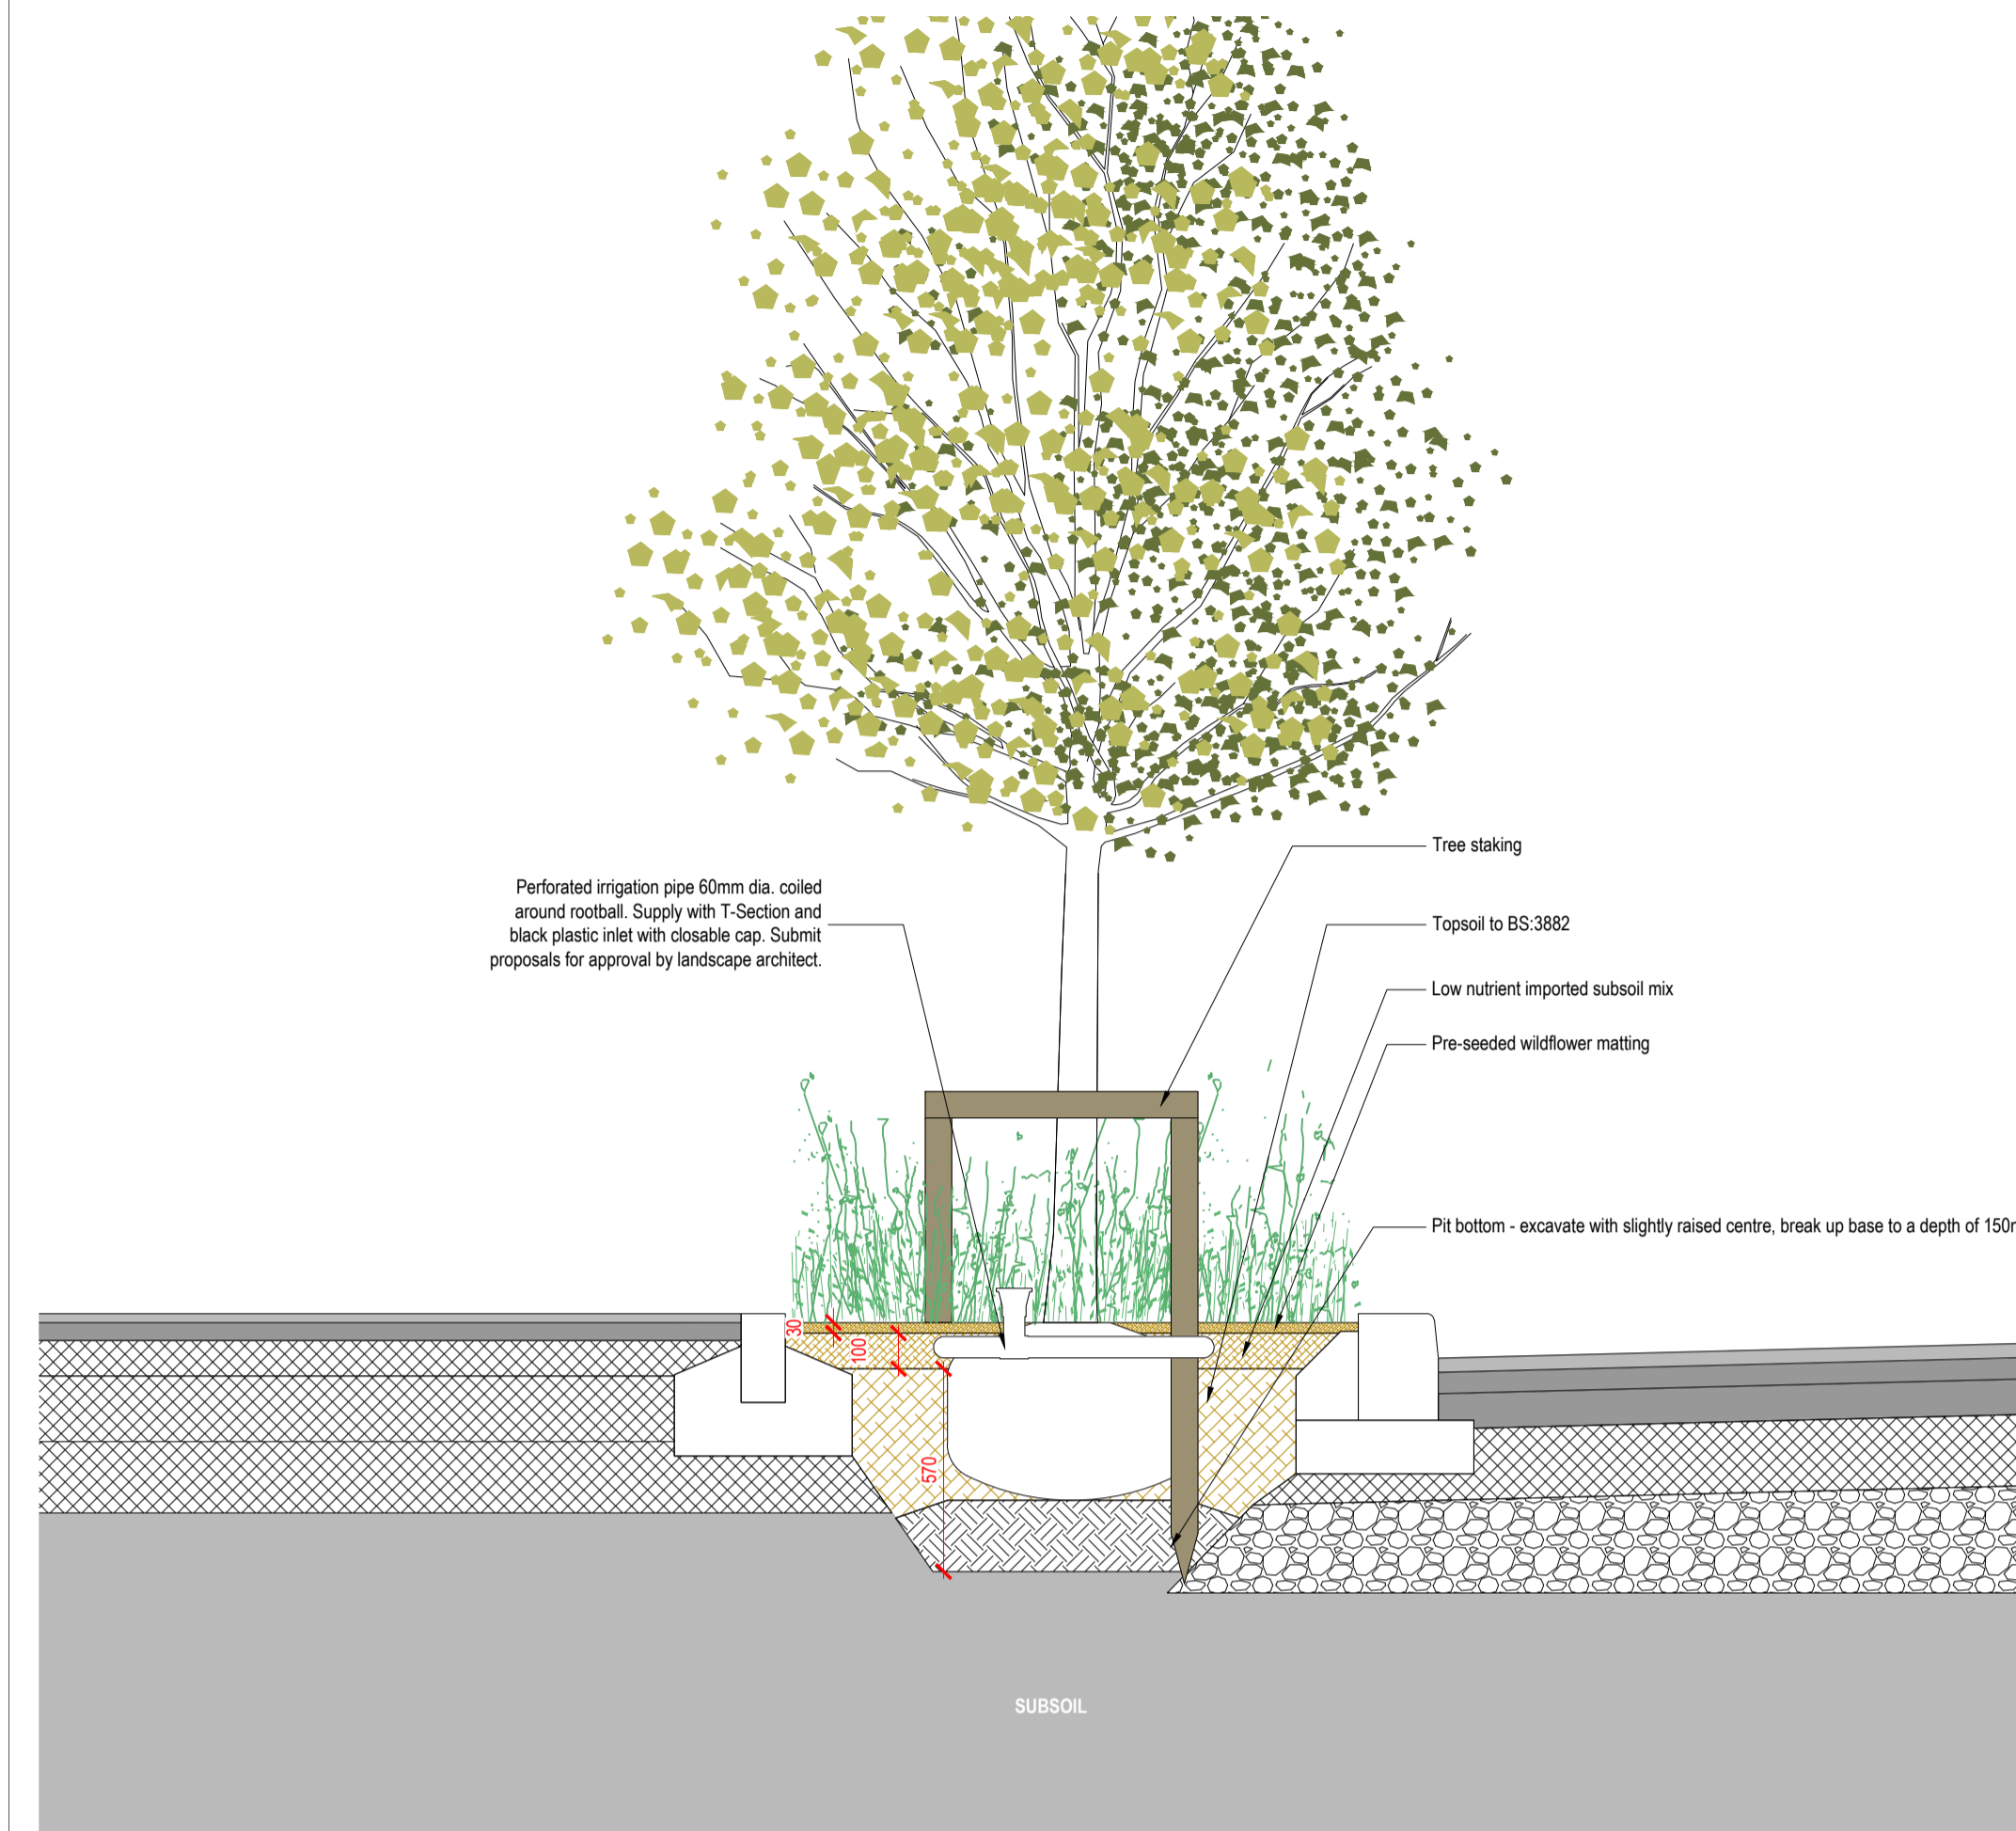 Tree staking
Perforated irrigation pipe 60mm dia. coiled
around rootball. Supply with T-Section and
black plastic inlet with closable cap. Submit
proposals for approval by landscape architect.
Topsoil to BS:3882
Low nutrient imported subsoil mix
Pre-seeded wildflower matting
Pit bottom - excavate with slightly raised centre, break up base to a depth of
30
100
570
SUBSOIL